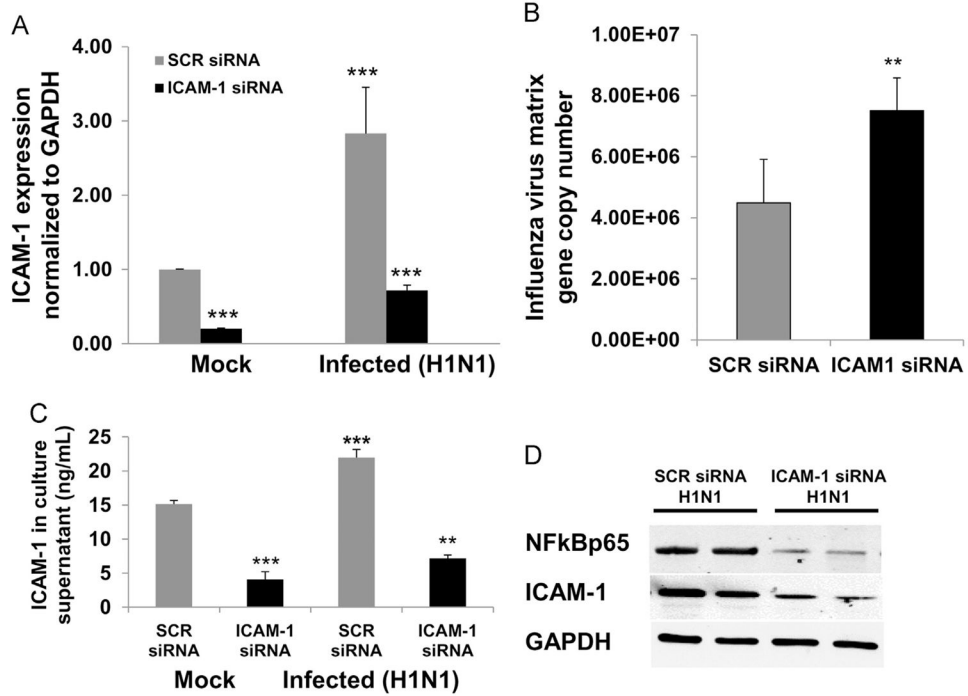 A
ICAM-1 expression
normalized to GAPDH
4.00
3.00
2.00
1.00
0.00
SCR siRNA
ICAM-1 siRNA
***
***
***
Mock
Infected (H1N1)
B
Influenza virus matrix
gene copy number
1.00E+07
8.00E+06
6.00E+06
4.00E+06
2.00E+06
0.00E+00
**
SCR siRNA
ICAM1 siRNA
C
ICAM-1 in culture
supernatant (ng/mL)
25
20
15
10
5
0
***
***
**
SCR
siRNA
ICAM-1
siRNA
SCR
siRNA
ICAM-1
siRNA
Mock
Infected (H1N1)
D
SCR siRNA
H1N1
ICAM-1 siRNA
H1N1
NFkBp65
ICAM-1
GAPDH